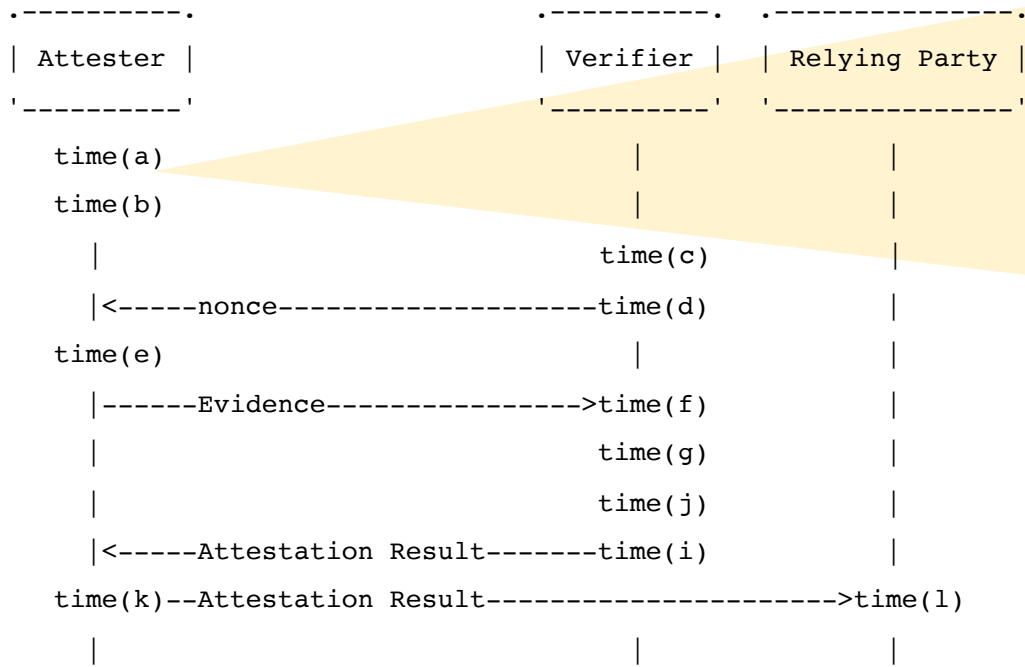 .----------.                      .----------.  .---------------.
| Attester |                      | Verifier |  | Relying Party |
'----------'                      '----------'  '---------------'
   time(a)                             |               |
   time(b)                             |               |
     |                               time(c)           |
     |<-----nonce--------------------time(d)           |
   time(e)                             |               |
     |------Evidence---------------->time(f)           |
     |                               time(g)           |
     |                               time(j)           |
     |<-----Attestation Result-------time(i)           |
   time(k)--Attestation Result---------------------->time(l)
     |                                 |               |